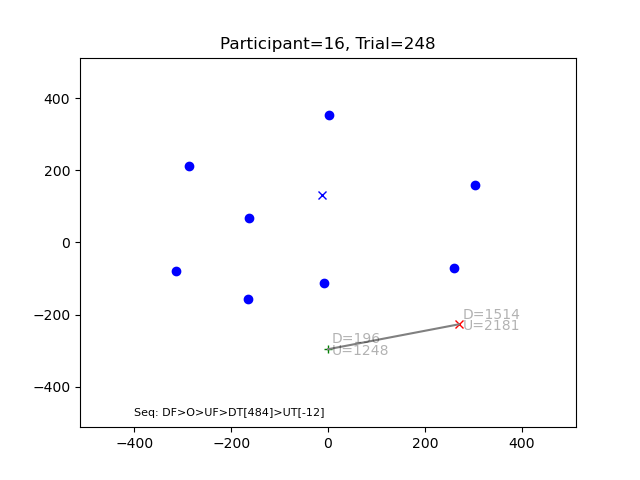 Participant=16, Trial=248
400
200
0
−200
−400
D=1514
U=2181
D=196
U=1248
Seq: DF>O>UF>DT[484]>UT[-12]
−400
−200
0
200
400